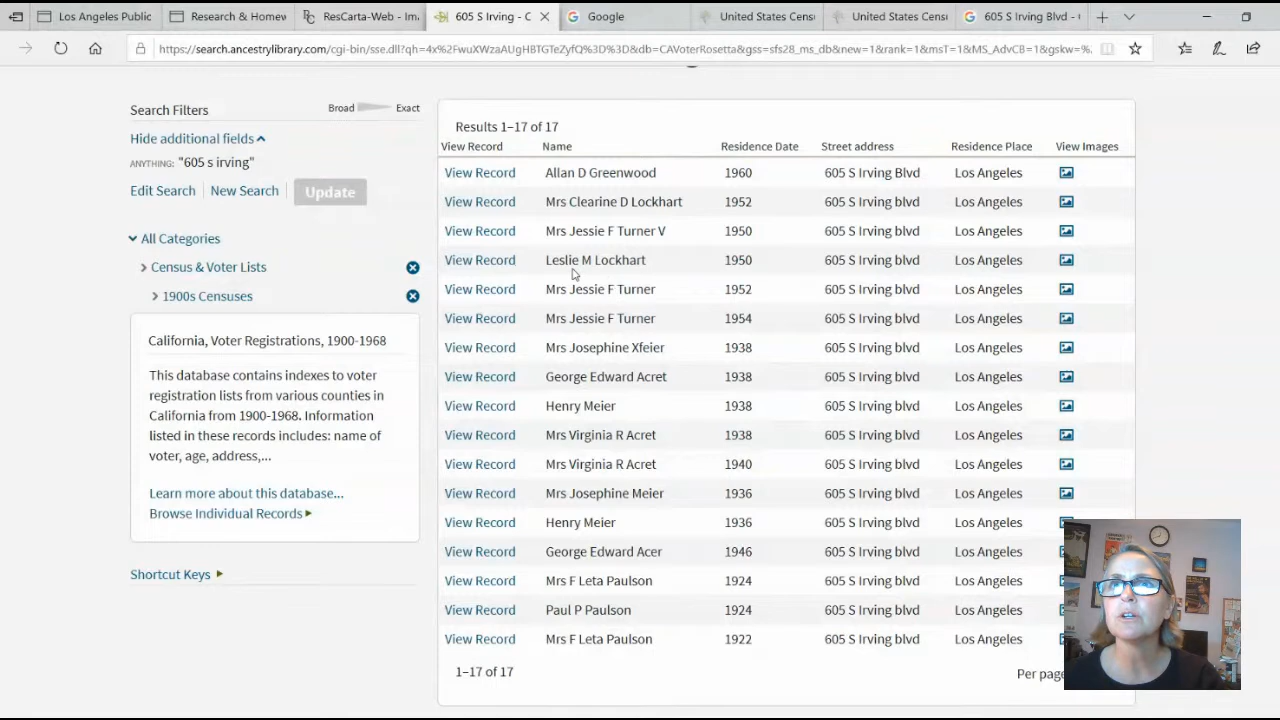 Los Angeles Public
Research & Homew
ResCarta-Web - Ima
605 S Irving - C
Google
United States Censu
United States Censu
605 S Irving Blvd -
https://search.ancestrylibrary.com/cgi-bin/sse.dll?qh=4x%2FwuXWzaAUgHBTGTeZyfQ%3D%3D&db=CAVoterRosetta&gss=sfs28_ms_db&new=1&rank=1&msT=1&MS_AdvCB=1&gskw=%.
Search Filters
Broad
Exact
Hide additional fields
ANYTHING: "605 s irving"
Edit Search
New Search
Update
All Categories
Census & Voter Lists
1900s Censuses
California, Voter Registrations, 1900-1968
This database contains indexes to voter
registration lists from various counties in
California from 1900-1968. Information
listed in these records includes: name of
voter, age, address,...
Learn more about this database...
Browse Individual Records
Shortcut Keys
Results 1–17 of 17
View Record Name Residence Date Street address Residence Place View Images
View Record Allan D Greenwood 1960 605 S Irving Blvd Los Angeles
View Record Mrs Clearine D Lockhart 1952 605 S Irving blvd Los Angeles
View Record Mrs Jessie F Turner V 1950 605 S Irving blvd Los Angeles
View Record Leslie M Lockhart 1950 605 S Irving blvd Los Angeles
View Record Mrs Jessie F Turner 1952 605 S Irving blvd Los Angeles
View Record Mrs Jessie F Turner 1954 605 S Irving blvd Los Angeles
View Record Mrs Josephine Xfeier 1938 605 S Irving blvd Los Angeles
View Record George Edward Acret 1938 605 S Irving blvd Los Angeles
View Record Henry Meier 1938 605 S Irving blvd Los Angeles
View Record Mrs Virginia R Acret 1938 605 S Irving blvd Los Angeles
View Record Mrs Virginia R Acret 1940 605 S Irving blvd Los Angeles
View Record Mrs Josephine Meier 1936 605 S Irving blvd Los Angeles
View Record Henry Meier 1936 605 S Irving blvd Los Angeles
View Record George Edward Acer 1946 605 S Irving blvd Los Angeles
View Record Mrs F Leta Paulson 1924 605 S Irving blvd Los Angeles
View Record Paul P Paulson 1924 605 S Irving blvd Los Angeles
View Record Mrs F Leta Paulson 1922 605 S Irving blvd Los Angeles
1–17 of 17
Per page